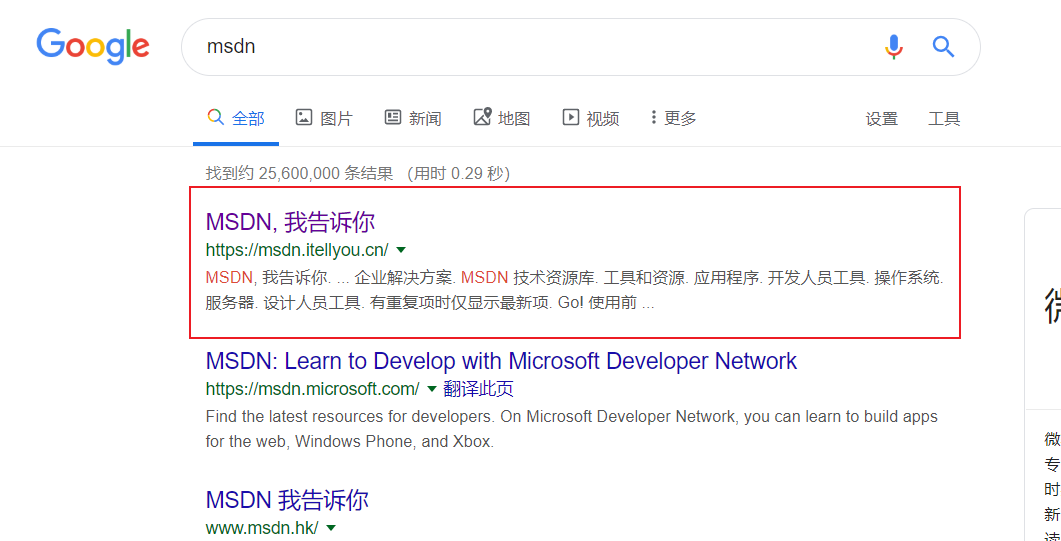 Google
msdn
全部 图片 新闻 地图 视频 更多 设置 工具
找到约 25,600,000 条结果 （用时 0.29 秒）
MSDN, 我告诉你
https://msdn.itellyou.cn/
MSDN, 我告诉你. ... 企业解决方案. MSDN 技术资源库. 工具和资源. 应用程序. 开发人员工具. 操作系统.
服务器. 设计人员工具. 有重复项时仅显示最新项. Go! 使用前 ...
MSDN: Learn to Develop with Microsoft Developer Network
https://msdn.microsoft.com/ 翻译此页
Find the latest resources for developers. On Microsoft Developer Network, you can learn to build apps
for the web, Windows Phone, and Xbox.
MSDN 我告诉你
www.msdn.hk/
微
专
时
新